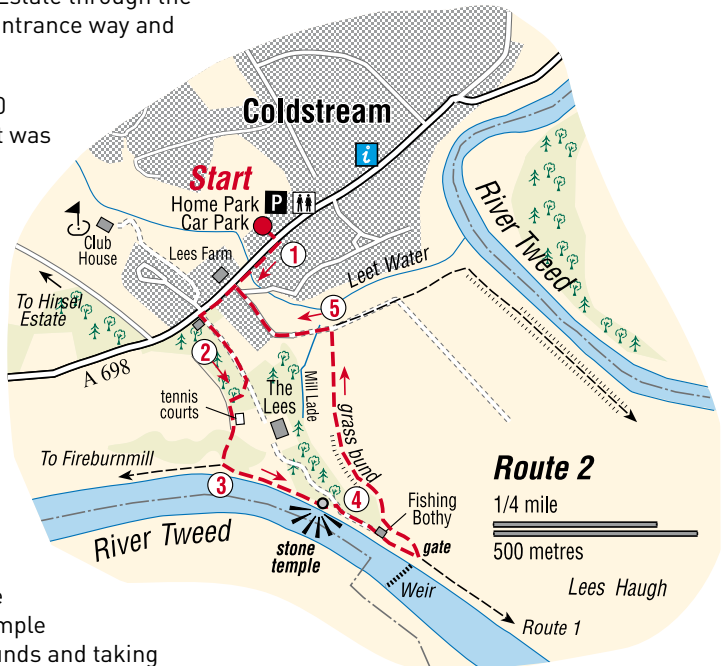 Estate through the
entrance way and
0
t was
Coldstream
i
Start
P
Home Park
Car Park
Club
House
Lees Farm
1
Leet Water
River Tweed
To Hirsel
Estate
5
2
A 698
The
Lees
Mill Lade
tennis
courts
grass bund
To Fireburnmill
3
4
Route 2
1/4 mile
500 metres
Fishing
Bothy
River Tweed
stone
temple
gate
Weir
Lees Haugh
Route 1
e
mple
unds and taking